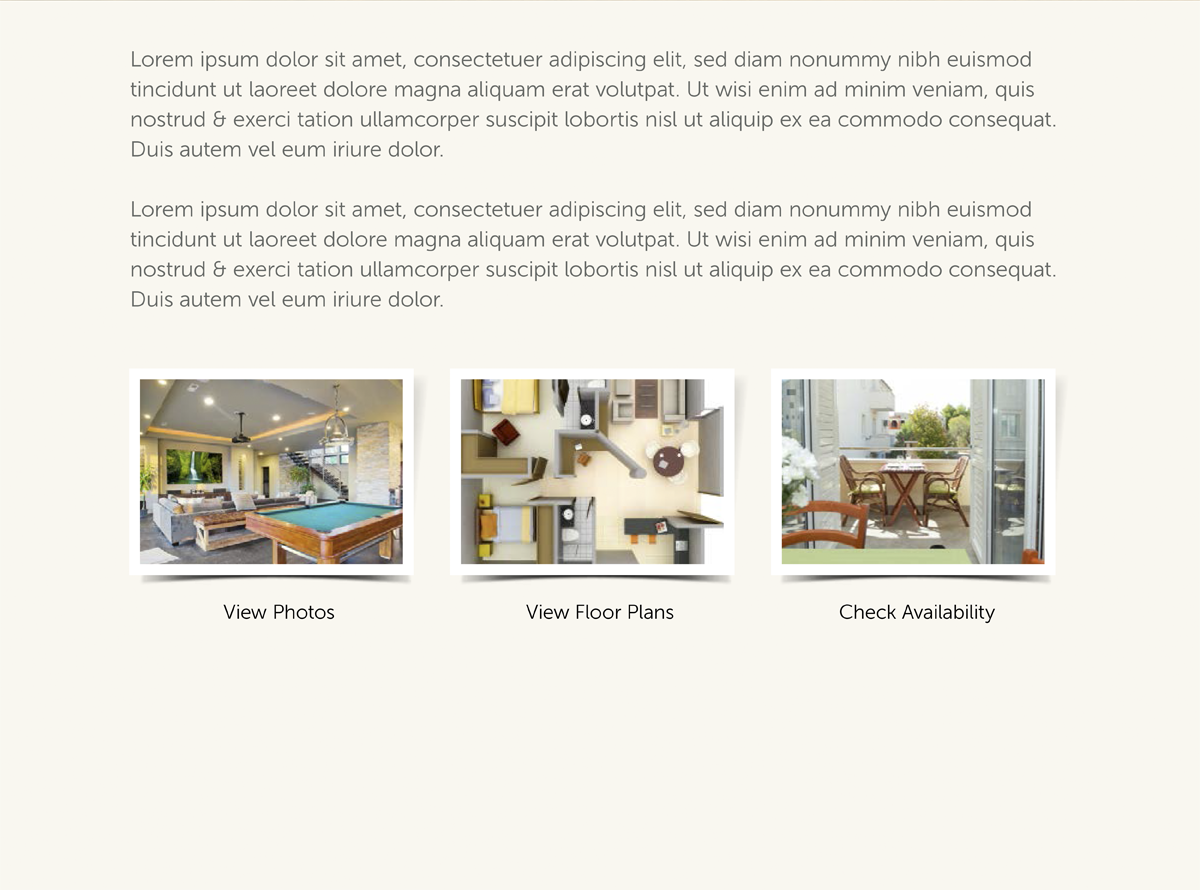 Lorem ipsum dolor sit amet, consectetuer adipiscing elit, sed diam nonummy nibh euismod
tincidunt ut laoreet dolore magna aliquam erat volutpat. Ut wisi enim ad minim veniam, quis
nostrud & exerci tation ullamcorper suscipit lobortis nisl ut aliquip ex ea commodo consequat.
Duis autem vel eum iriure dolor.
Lorem ipsum dolor sit amet, consectetuer adipiscing elit, sed diam nonummy nibh euismod
tincidunt ut laoreet dolore magna aliquam erat volutpat. Ut wisi enim ad minim veniam, quis
nostrud & exerci tation ullamcorper suscipit lobortis nisl ut aliquip ex ea commodo consequat.
Duis autem vel eum iriure dolor.
View Photos
View Floor Plans
Check Availability